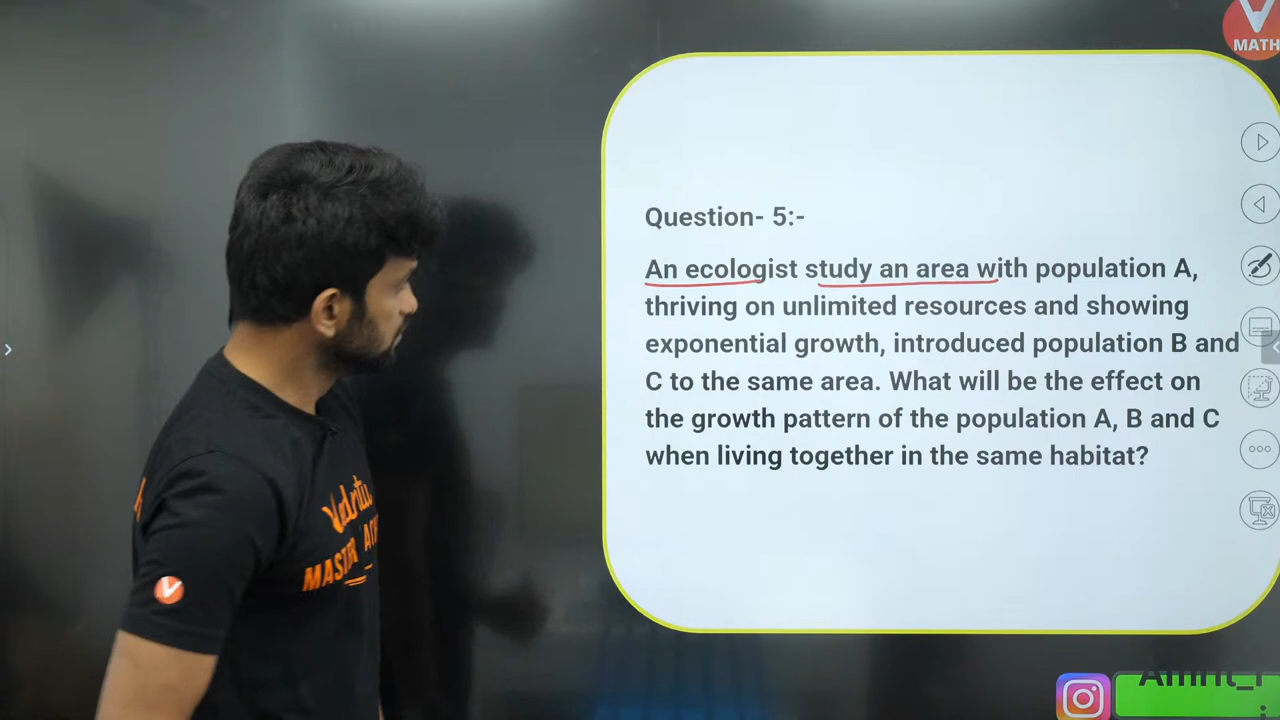 MATH
Question- 5:-
An ecologist study an area with population A,
thriving on unlimited resources and showing
exponential growth, introduced population B and
C to the same area. What will be the effect on
the growth pattern of the population A, B and C
when living together in the same habitat?
Vedantu
MASTER